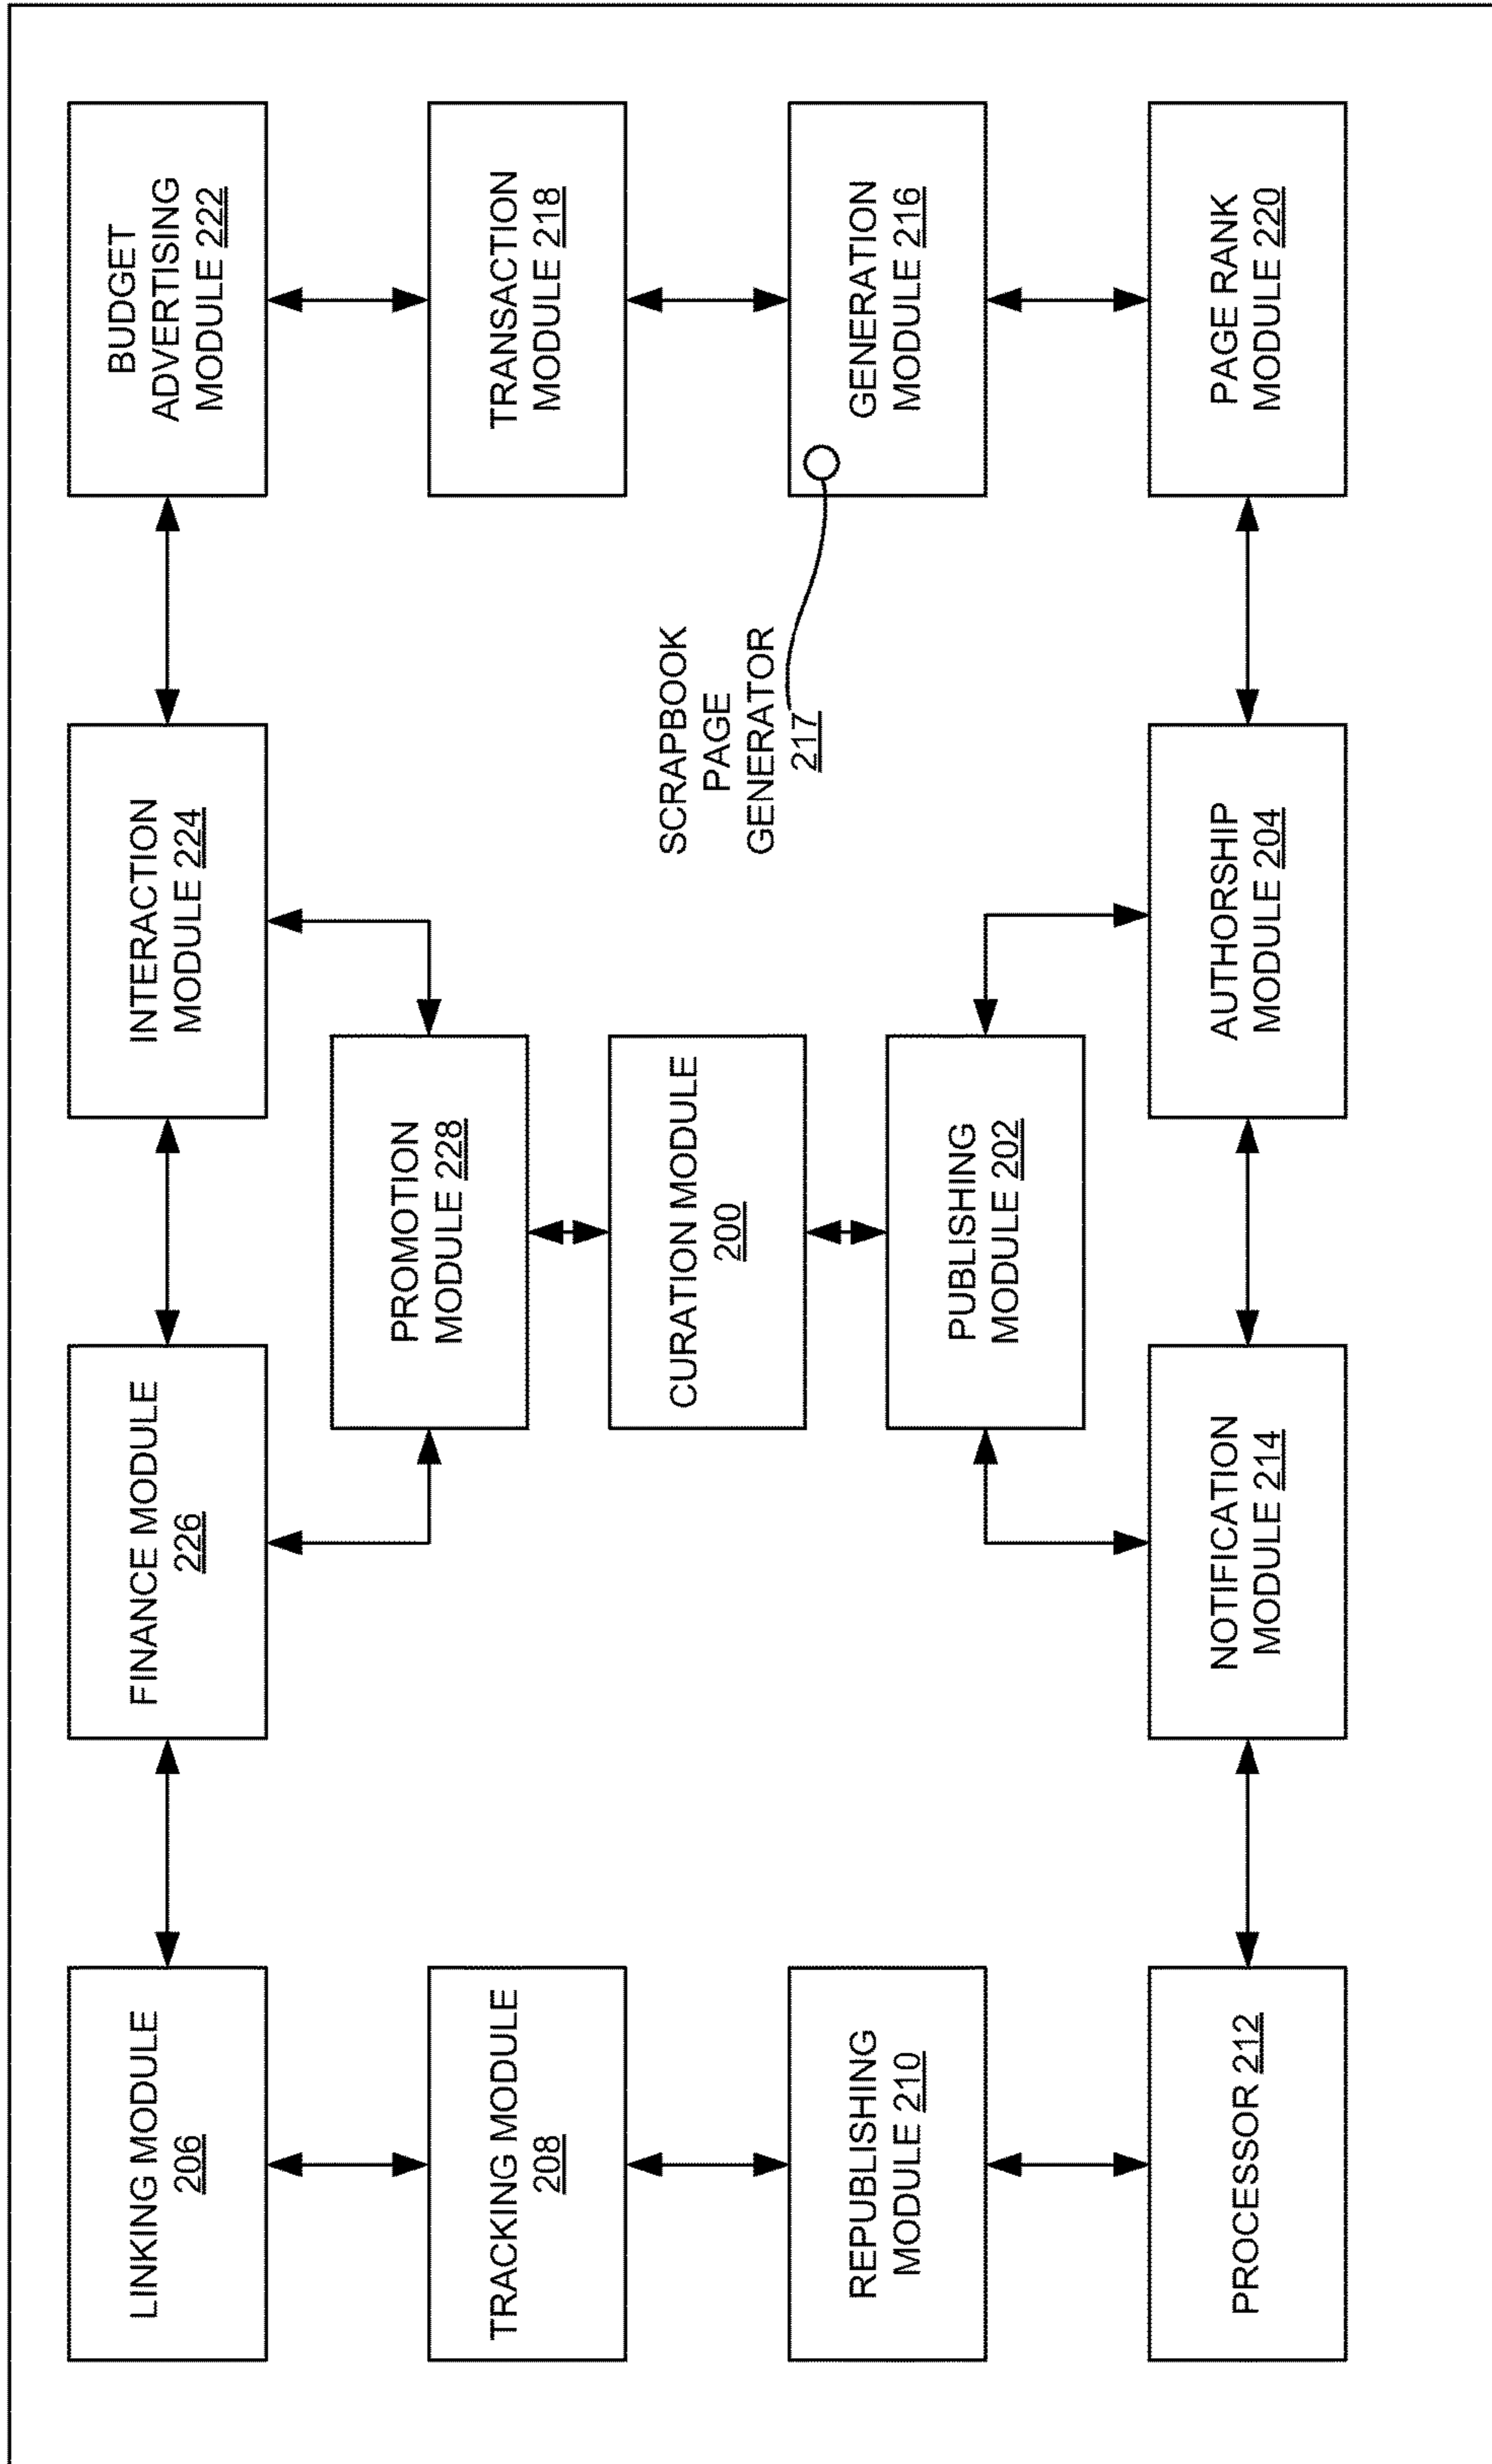 LINKING MODULE
206
FINANCE MODULE
226
INTERACTION
MODULE 224
BUDGET
ADVERTISING
MODULE 222
TRACKING MODULE
208
PROMOTION
MODULE 228
TRANSACTION
MODULE 218
CURATION MODULE
200
SCRAPBOOK
PAGE
GENERATOR
217
REPUBLISHING
MODULE 210
PUBLISHING
MODULE 202
GENERATION
MODULE 216
PROCESSOR 212
NOTIFICATION
MODULE 214
AUTHORSHIP
MODULE 204
PAGE RANK
MODULE 220